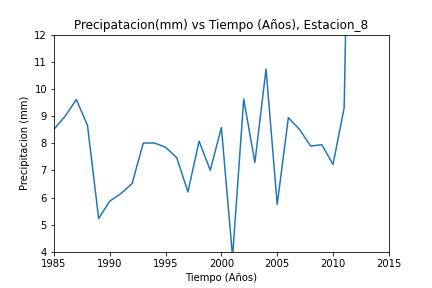 Precipatacion(mm) vs Tiempo (Años), Estacion_8
12
11
10
9
8
7
6
5
4
Precipitacion (mm)
1985 1990 1995 2000 2005 2010 2015
Tiempo (Años)